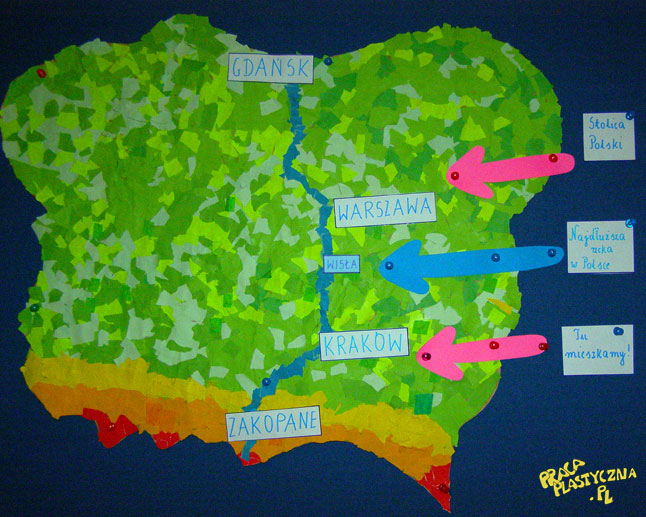 GDAŃSK
Stolica
Polski
WARSZAWA
Najdłuższa
rzeka
w Polsce
WISŁA
Tu
mieszkamy!
KRAKÓW
ZAKOPANE
PRACA
PLASTYCZNA
.PL